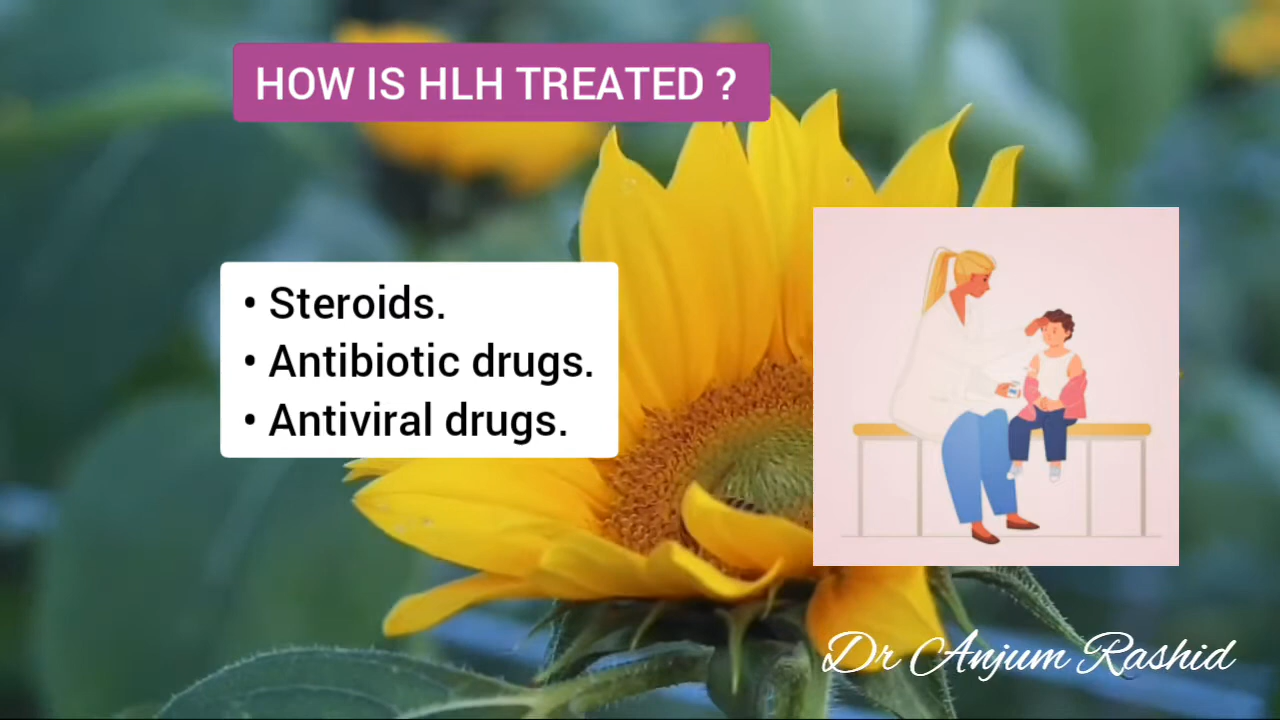 HOW IS HLH TREATED ?
• Steroids.
• Antibiotic drugs.
• Antiviral drugs.
Dr Anjum Rashid